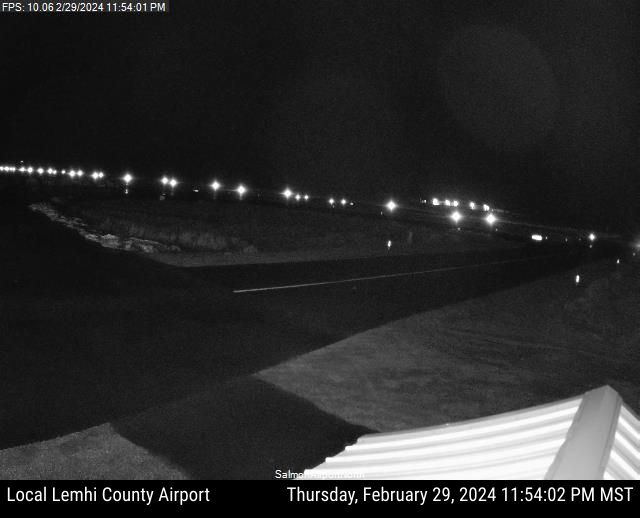 FPS: 10.06 2/29/2024 11:54:01 PM
Local Lemhi County Airport
Thursday, February 29, 2024 11:54:02 PM MST